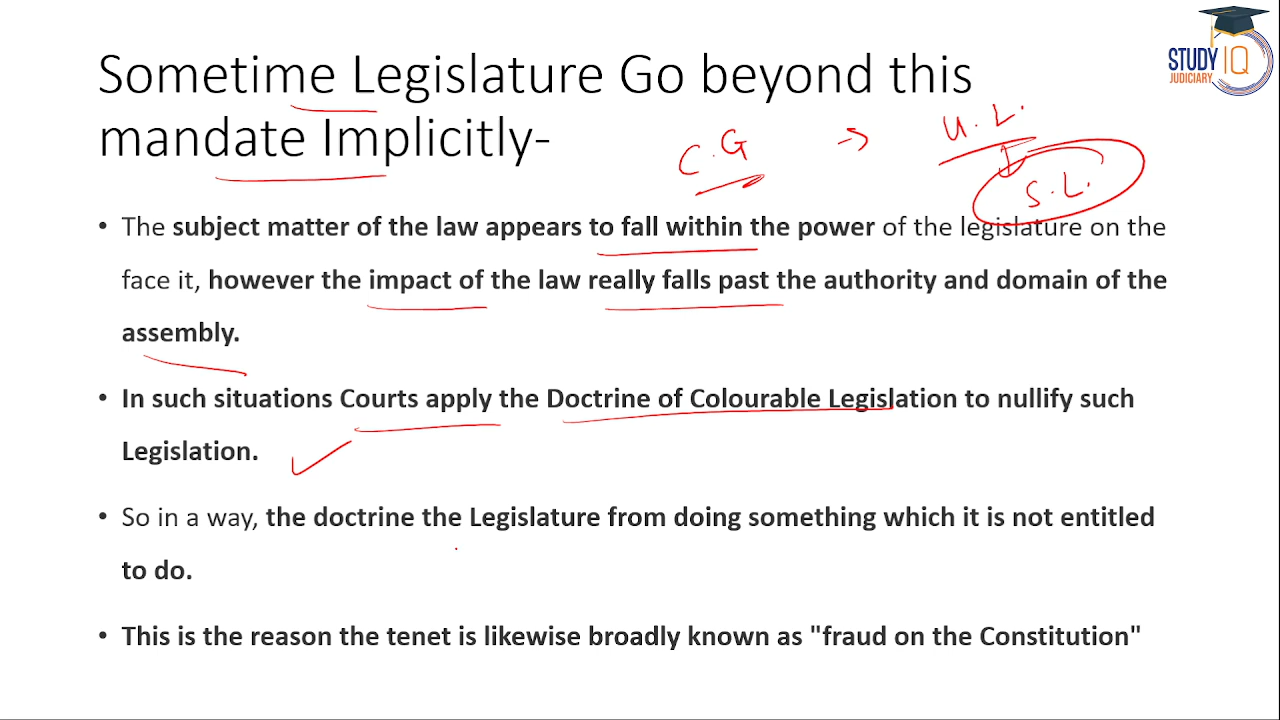 STUDY IQ
JUDICIARY
Sometime Legislature Go beyond this
mandate Implicitly-
C.G → U.L.
S.L.
• The subject matter of the law appears to fall within the power of the legislature on the
face it, however the impact of the law really falls past the authority and domain of the
assembly.
• In such situations Courts apply the Doctrine of Colourable Legislation to nullify such
Legislation.
• So in a way, the doctrine the Legislature from doing something which it is not entitled
to do.
• This is the reason the tenet is likewise broadly known as "fraud on the Constitution"